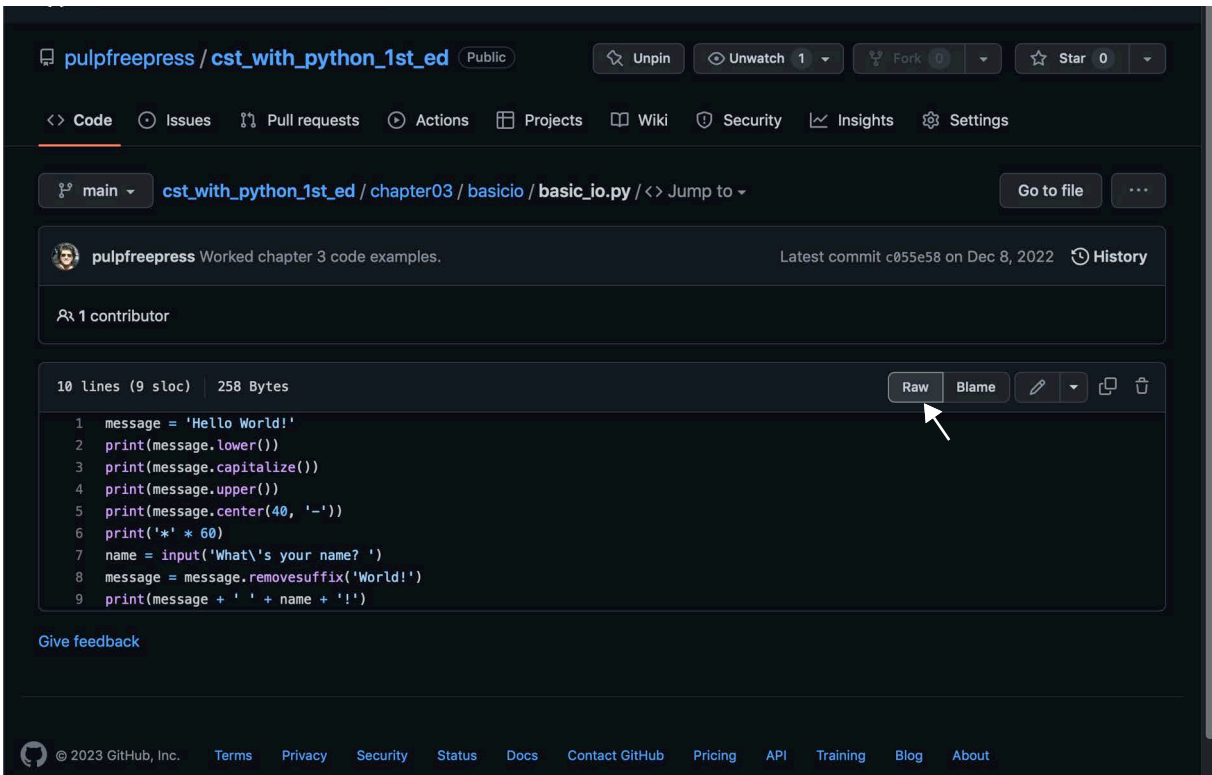 pulpfreepress / cst_with_python_1st_ed Public Unpin Unwatch 1 Fork 0 Star 0
Code Issues Pull requests Actions Projects Wiki Security Insights Settings
main cst_with_python_1st_ed / chapter03 / basicio / basic_io.py / <> Jump to Go to file ...
pulpfreepress Worked chapter 3 code examples. Latest commit c055e58 on Dec 8, 2022 History
1 contributor
10 lines (9 sloc) 258 Bytes Raw Blame
1 message = 'Hello World!'
2 print(message.lower())
3 print(message.capitalize())
4 print(message.upper())
5 print(message.center(40, '-'))
6 print('*' * 60)
7 name = input('What\'s your name? ')
8 message = message.removesuffix('World!')
9 print(message + ' ' + name + '!')
Give feedback
© 2023 GitHub, Inc. Terms Privacy Security Status Docs Contact GitHub Pricing API Training Blog About